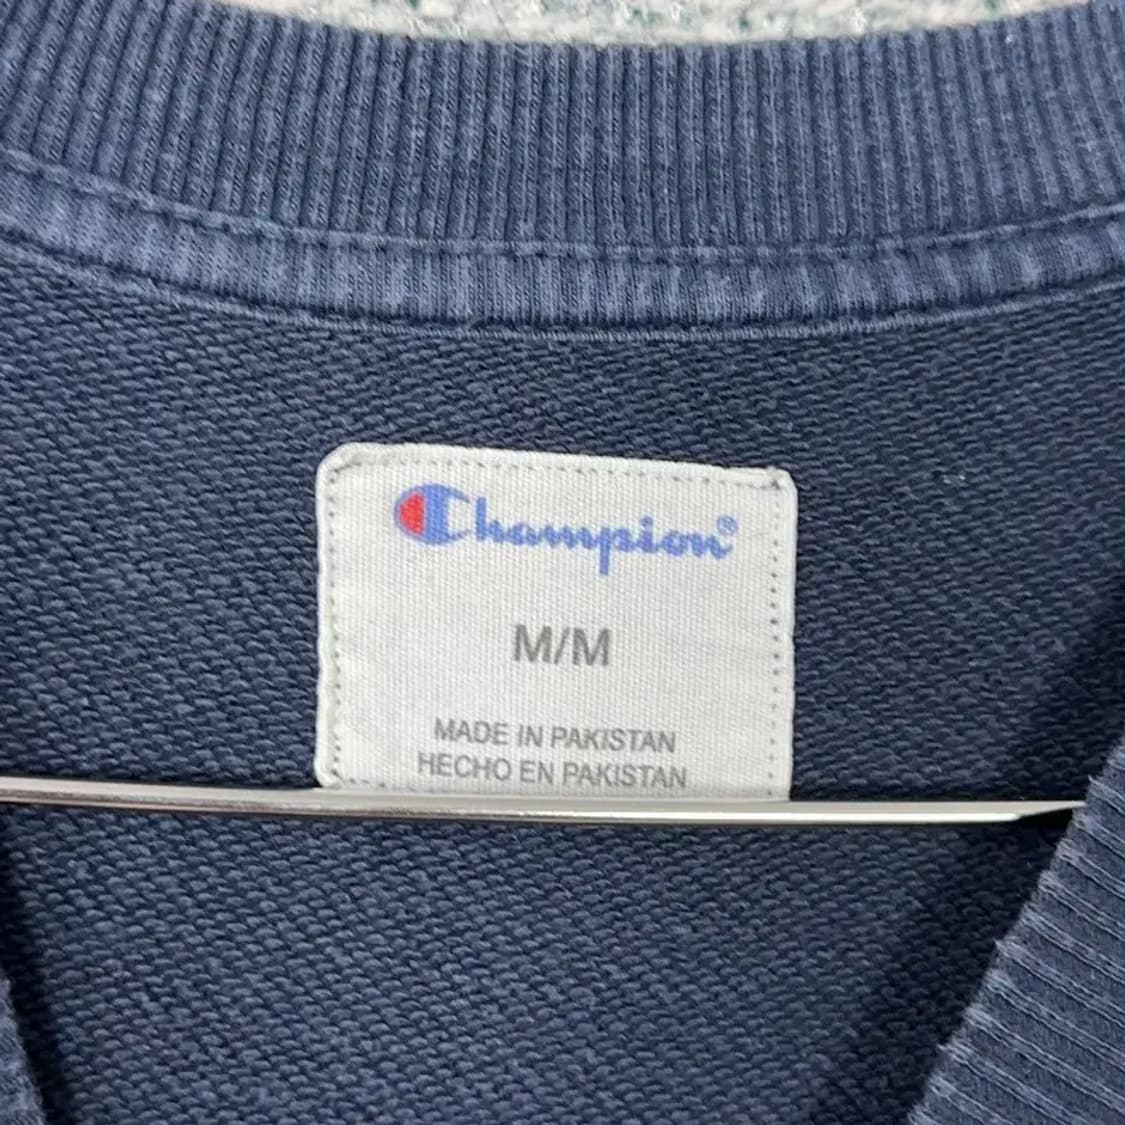 Champion®
M/M
MADE IN PAKISTAN
HECHO EN PAKISTAN